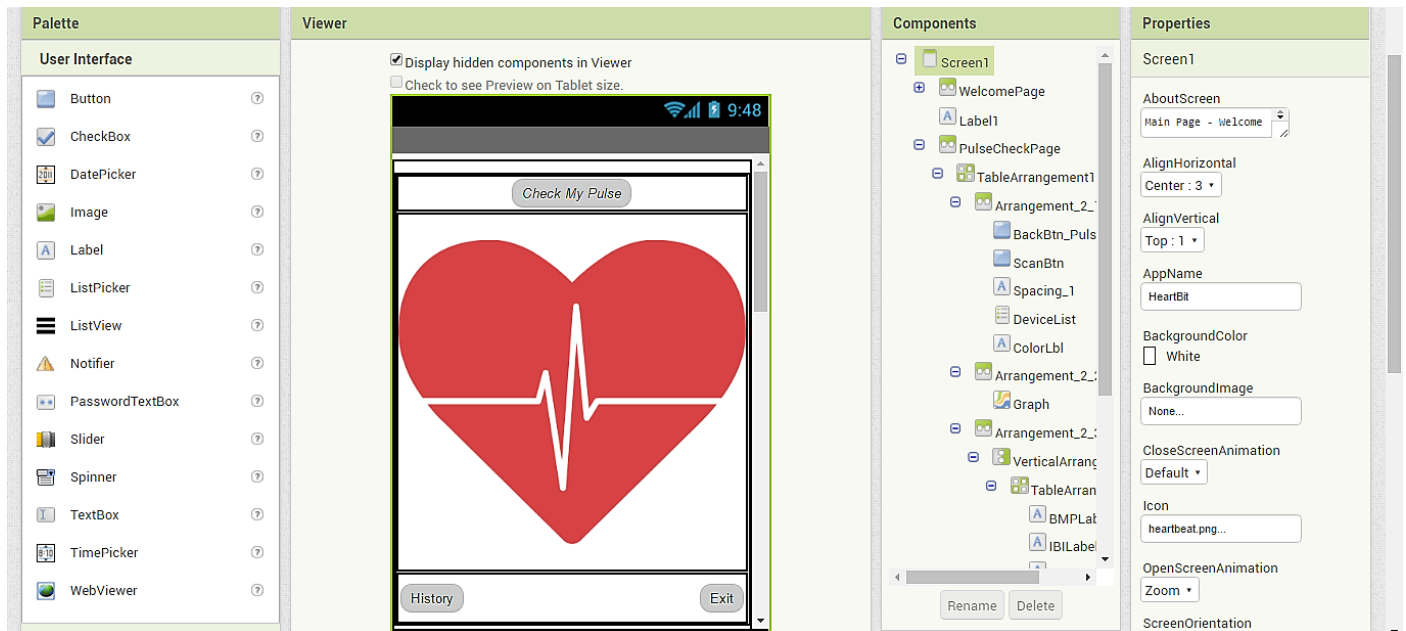 Palette
User Interface
Button
CheckBox
DatePicker
Image
Label
ListPicker
ListView
Notifier
PasswordTextBox
Slider
Spinner
TextBox
TimePicker
WebViewer
Viewer
Display hidden components in Viewer
Check to see Preview on Tablet size.
9:48
Check My Pulse
History
Exit
Components
Screen1
WelcomePage
Label1
PulseCheckPage
TableArrangement1
Arrangement_2_
BackBtn_Puls
ScanBtn
Spacing_1
DeviceList
ColorLbl
Arrangement_2_
Graph
Arrangement_2_
VerticalArrang
TableArran
BMPLab
IBILabel
Rename
Delete
Properties
Screen1
AboutScreen
Main Page - Welcome
AlignHorizontal
Center : 3
AlignVertical
Top : 1
AppName
HeartBit
BackgroundColor
White
BackgroundImage
None...
CloseScreenAnimation
Default
Icon
heartbeat.png...
OpenScreenAnimation
Zoom
ScreenOrientation